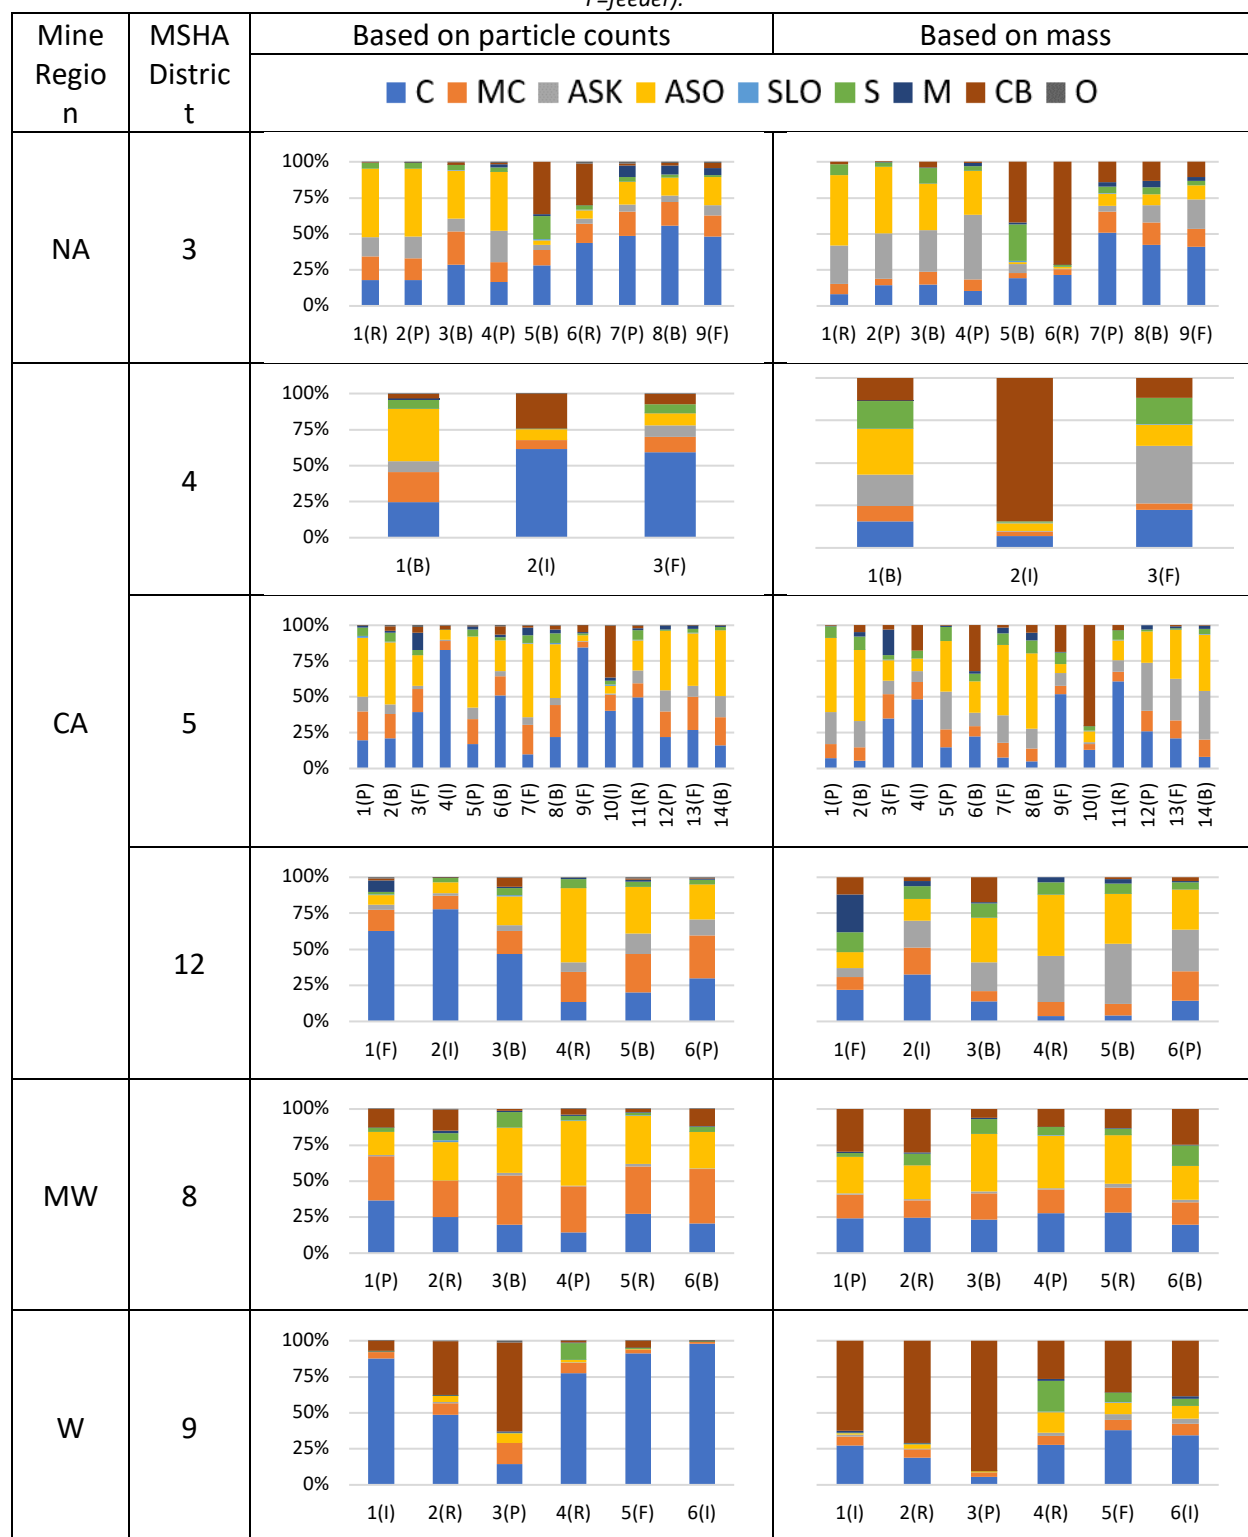 F=feeder).
Mine Regio n
MSHA Distric t
Based on particle counts
Based on mass
C MC ASK ASO SLO S M CB O
NA
3
100%
75%
50%
25%
0%
1(R) 2(P) 3(B) 4(P) 5(B) 6(R) 7(P) 8(B) 9(F)
1(R) 2(P) 3(B) 4(P) 5(B) 6(R) 7(P) 8(B) 9(F)
CA
4
100%
75%
50%
25%
0%
1(B) 2(I) 3(F)
1(B) 2(I) 3(F)
5
100%
75%
50%
25%
0%
1(P) 2(B) 3(F) 4(I) 5(P) 6(B) 7(F) 8(B) 9(F) 10(I) 11(R) 12(P) 13(F) 14(B)
1(P) 2(B) 3(F) 4(I) 5(P) 6(B) 7(F) 8(B) 9(F) 10(I) 11(R) 12(P) 13(F) 14(B)
12
100%
75%
50%
25%
0%
1(F) 2(I) 3(B) 4(R) 5(B) 6(P)
1(F) 2(I) 3(B) 4(R) 5(B) 6(P)
MW
8
100%
75%
50%
25%
0%
1(P) 2(R) 3(B) 4(P) 5(R) 6(B)
1(P) 2(R) 3(B) 4(P) 5(R) 6(B)
W
9
100%
75%
50%
25%
0%
1(I) 2(R) 3(P) 4(R) 5(F) 6(I)
1(I) 2(R) 3(P) 4(R) 5(F) 6(I)